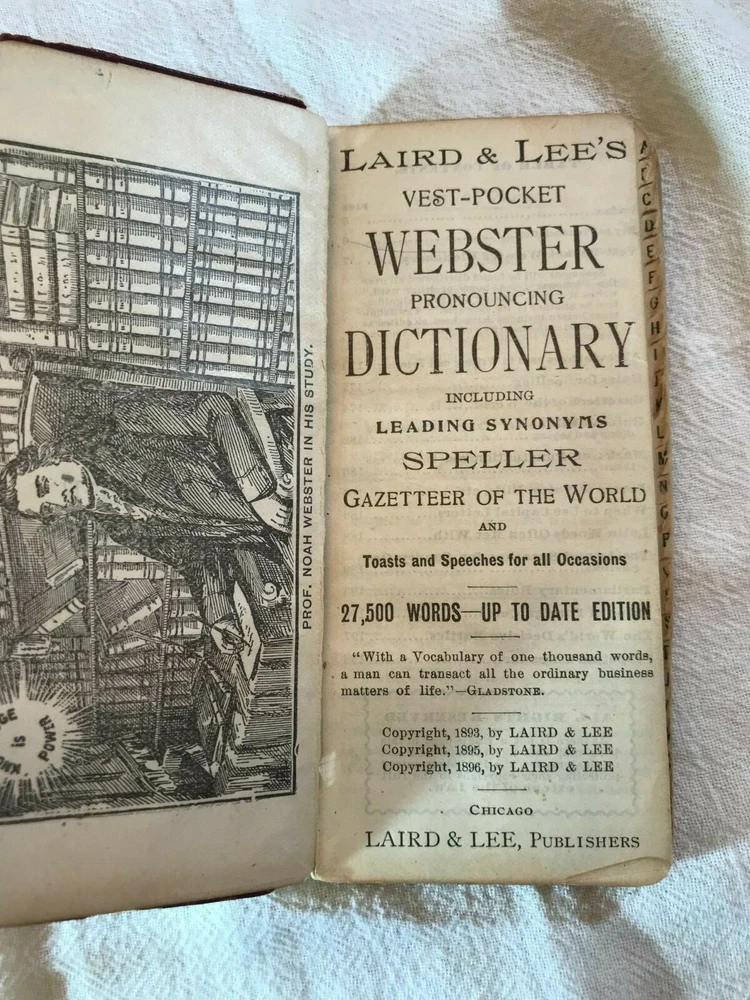 PROF. NOAH WEBSTER IN HIS STUDY.
IS
POWER
LAIRD & LEE'S
VEST-POCKET
WEBSTER
PRONOUNCING
DICTIONARY
INCLUDING
LEADING SYNONYMS
SPELLER
GAZETTEER OF THE WORLD
AND
Toasts and Speeches for all Occasions
27,500 WORDS—UP TO DATE EDITION
"With a Vocabulary of one thousand words,
a man can transact all the ordinary business
matters of life."—GLADSTONE.
Copyright, 1893, by LAIRD & LEE
Copyright, 1895, by LAIRD & LEE
Copyright, 1896, by LAIRD & LEE
CHICAGO
LAIRD & LEE, PUBLISHERS
A
C
D
E
F
G
H
I
L
M
N